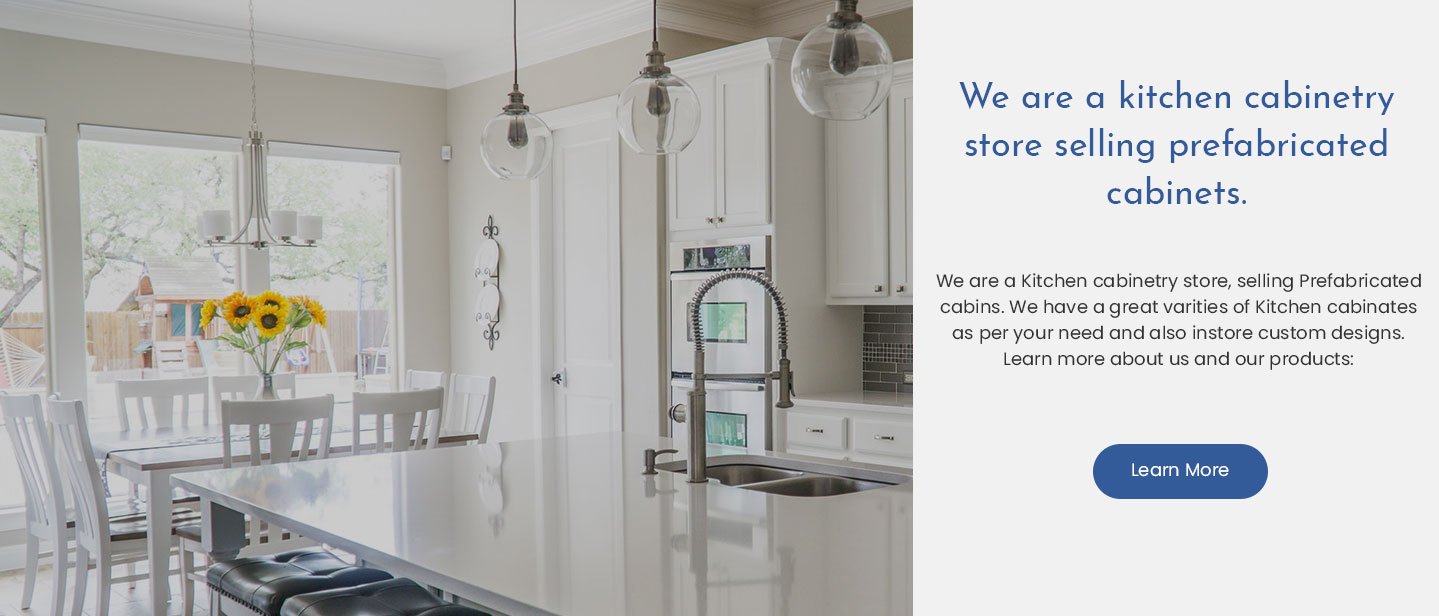 We are a kitchen cabinetry
store selling prefabricated
cabinets.
We are a Kitchen cabinetry store, selling Prefabricated
cabins. We have a great varities of Kitchen cabinates
as per your need and also instore custom designs.
Learn more about us and our products:
Learn More